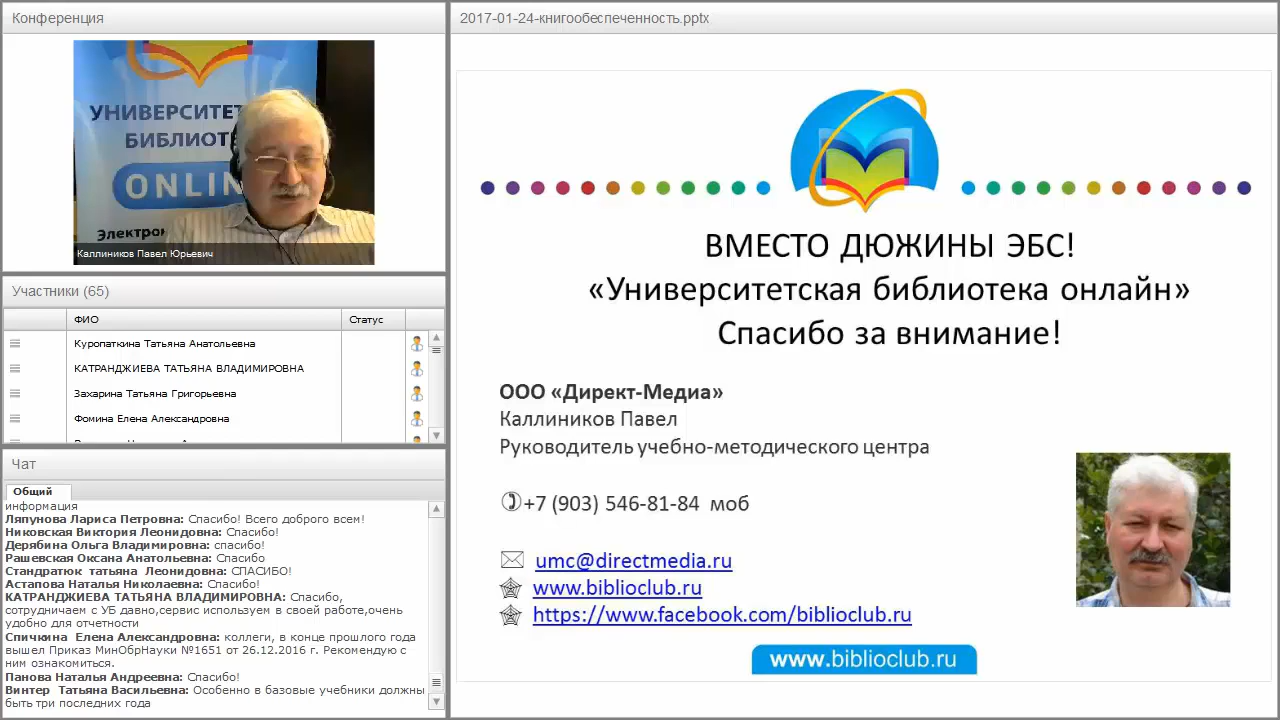 Конференция
УНИВЕРСИТЕТ
БИБЛИОТЕ
ONLIN
Электрон
Каллиников Павел Юрьевич
Участники (65)
ФИО Статус
Куропаткина Татьяна Анатольевна
КАТРАНДЖИЕВА ТАТЬЯНА ВЛАДИМИРОВНА
Захарина Татьяна Григорьевна
Фомина Елена Александровна
Чат
Общий
информация
Ляпунова Лариса Петровна: Спасибо! Всего доброго всем!
Никовская Виктория Леонидовна: Спасибо!
Дерябина Ольга Владимировна: спасибо!
Рашевская Оксана Анатольевна: Спасибо
Стандратюк татьяна Леонидовна: СПАСИБО!
Астапова Наталья Николаевна: Спасибо!
КАТРАНДЖИЕВА ТАТЬЯНА ВЛАДИМИРОВНА: Спасибо,
сотрудничаем с УБ давно,сервис используем в своей работе,очень
удобно для отчетности
Спичкина Елена Александровна: коллеги, в конце прошлого года
вышел Приказ МинОбрНауки №1651 от 26.12.2016 г. Рекомендую с
ним ознакомиться.
Панова Наталья Андреевна: Спасибо!
Винтер Татьяна Васильевна: Особенно в базовые учебники должны
быть три последних года
2017-01-24-книгообеспеченность.pptx
ВМЕСТО ДЮЖИНЫ ЭБС!
«Университетская библиотека онлайн»
Спасибо за внимание!
ООО «Директ-Медиа»
Каллиников Павел
Руководитель учебно-методического центра
+7 (903) 546-81-84 моб
umc@directmedia.ru
www.biblioclub.ru
https://www.facebook.com/biblioclub.ru
www.biblioclub.ru